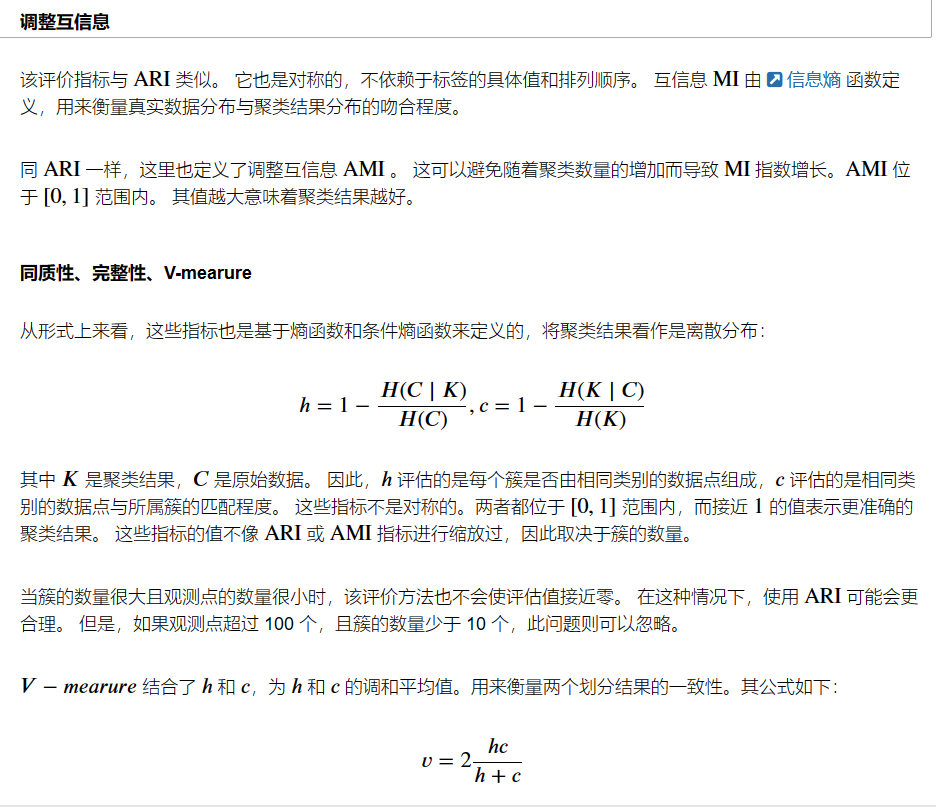 调整互信息
该评价指标与 ARI 类似。 它也是对称的，不依赖于标签的具体值和排列顺序。 互信息 MI 由 信息熵 函数定
义，用来衡量真实数据分布与聚类结果分布的吻合程度。
同 ARI 一样，这里也定义了调整互信息 AMI 。 这可以避免随着聚类数量的增加而导致 MI 指数增长。AMI 位
于 [0, 1] 范围内。 其值越大意味着聚类结果越好。
同质性、完整性、V-mearure
从形式上来看，这些指标也是基于熵函数和条件熵函数来定义的，将聚类结果看作是离散分布：
h = 1 − H(C | K) / H(C) , c = 1 − H(K | C) / H(K)
其中 K 是聚类结果，C 是原始数据。 因此，h 评估的是每个簇是否由相同类别的数据点组成，c 评估的是相同类
别的数据点与所属簇的匹配程度。 这些指标不是对称的。两者都位于 [0, 1] 范围内，而接近 1 的值表示更准确的
聚类结果。 这些指标的值不像 ARI 或 AMI 指标进行缩放过，因此取决于簇的数量。
当簇的数量很大且观测点的数量很小时，该评价方法也不会使评估值接近零。 在这种情况下，使用 ARI 可能会更
合理。 但是，如果观测点超过 100 个，且簇的数量少于 10 个，此问题则可以忽略。
V − mearure 结合了 h 和 c，为 h 和 c 的调和平均值。用来衡量两个划分结果的一致性。其公式如下：
v = 2 hc / h + c